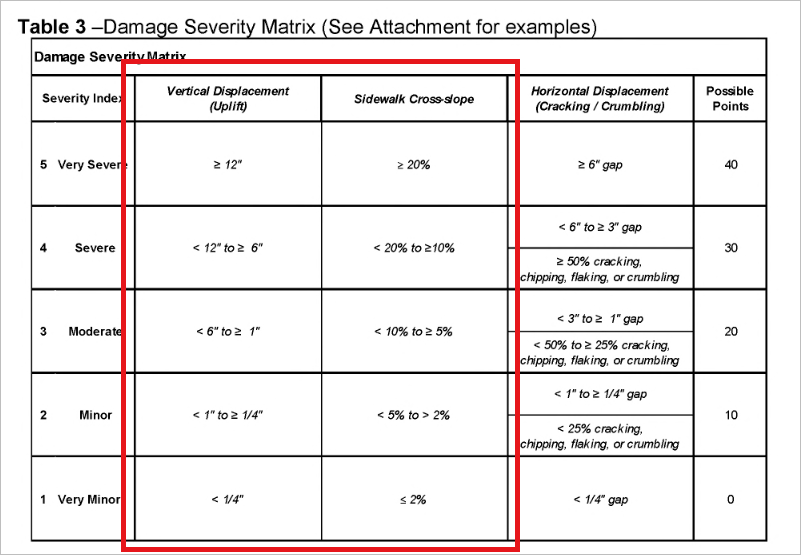 Table 3 –Damage Severity Matrix (See Attachment for examples)
Damage Severity Matrix
Severity Index
Vertical Displacement
(Uplift)
Sidewalk Cross-slope
Horizontal Displacement
(Cracking / Crumbling)
Possible
Points
5 Very Severe
≥ 12"
≥ 20%
≥ 6" gap
40
4 Severe
< 12" to ≥ 6"
< 20% to ≥10%
< 6" to ≥ 3" gap
≥ 50% cracking,
chipping, flaking, or crumbling
30
3 Moderate
< 6" to ≥ 1"
< 10% to ≥ 5%
< 3" to ≥ 1" gap
< 50% to ≥ 25% cracking,
chipping, flaking, or crumbling
20
2 Minor
< 1" to ≥ 1/4"
< 5% to > 2%
< 1" to ≥ 1/4" gap
< 25% cracking,
chipping, flaking, or crumbling
10
1 Very Minor
< 1/4"
≤ 2%
< 1/4" gap
0